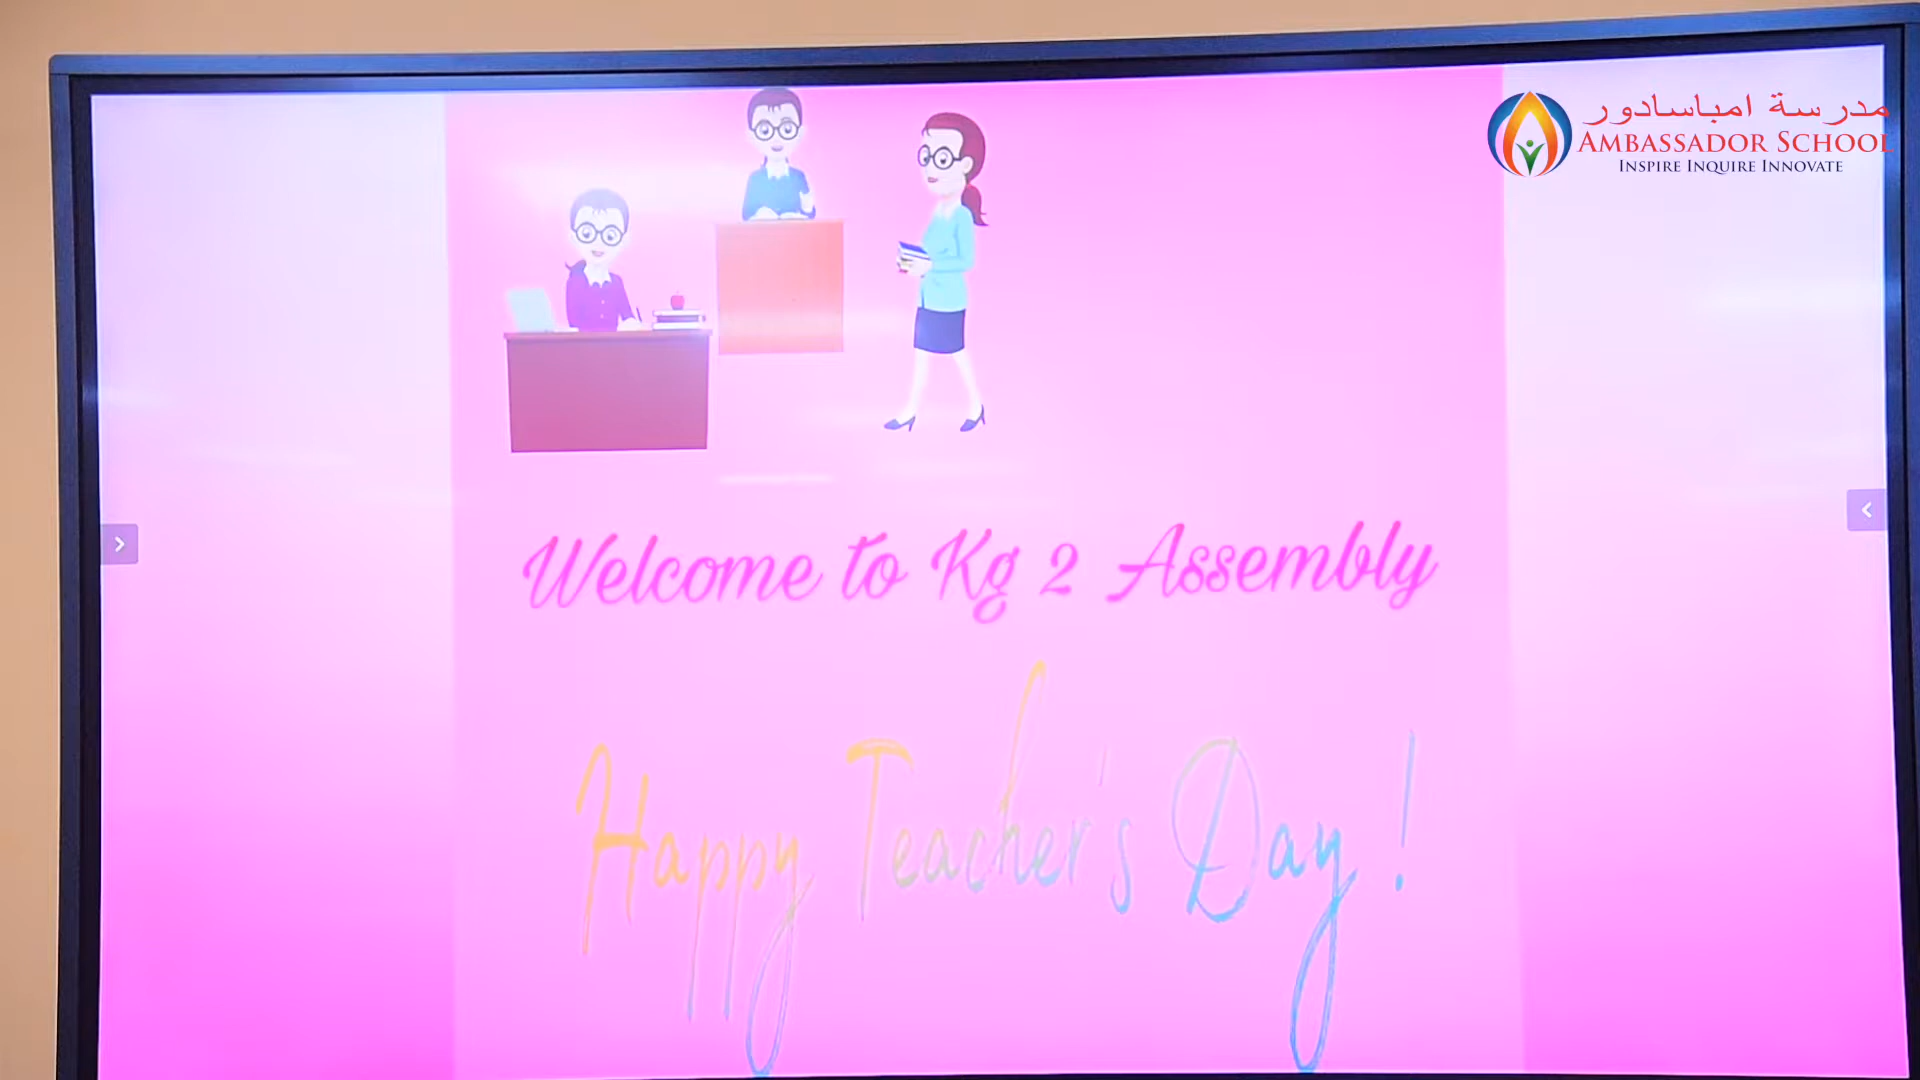 مدرسة امباسادور
AMBASSADOR SCHOOL
INSPIRE INQUIRE INNOVATE
Welcome to Kg 2 Assembly
Happy Teacher's Day !